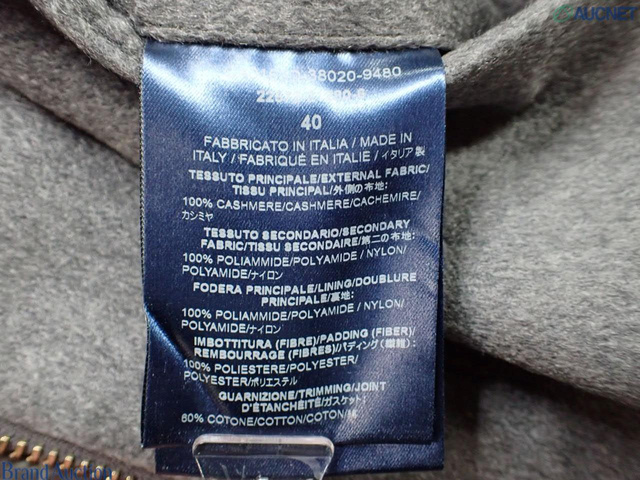 AUCNET
38020-9480
40
FABBRICATO IN ITALIA / MADE IN
ITALY / FABRIQUÉ EN ITALIE / イタリア製
TESSUTO PRINCIPALE/EXTERNAL FABRIC/
TISSU PRINCIPAL/外側の布地:
100% CASHMERE/CASHMERE/CACHEMIRE/
カシミヤ
TESSUTO SECONDARIO/SECONDARY
FABRIC/TISSU SECONDAIRE/第二の布地:
100% POLIAMMIDE/POLYAMIDE / NYLON/
POLYAMIDE/ナイロン
FODERA PRINCIPALE/LINING/DOUBLURE
PRINCIPALE/裏地:
100% POLIAMMIDE/POLYAMIDE / NYLON/
POLYAMIDE/ナイロン
IMBOTTITURA (FIBRE)/PADDING (FIBER)/
REMBOURRAGE (FIBRES)/パディング (繊維):
100% POLIESTERE/POLYESTER/
POLYESTER/ポリエステル
GUARNIZIONE/TRIMMING/JOINT
D'ÉTANCHÉITÉ/ガスケット:
60% COTONE/COTTON/COTON/綿
Brand Auction